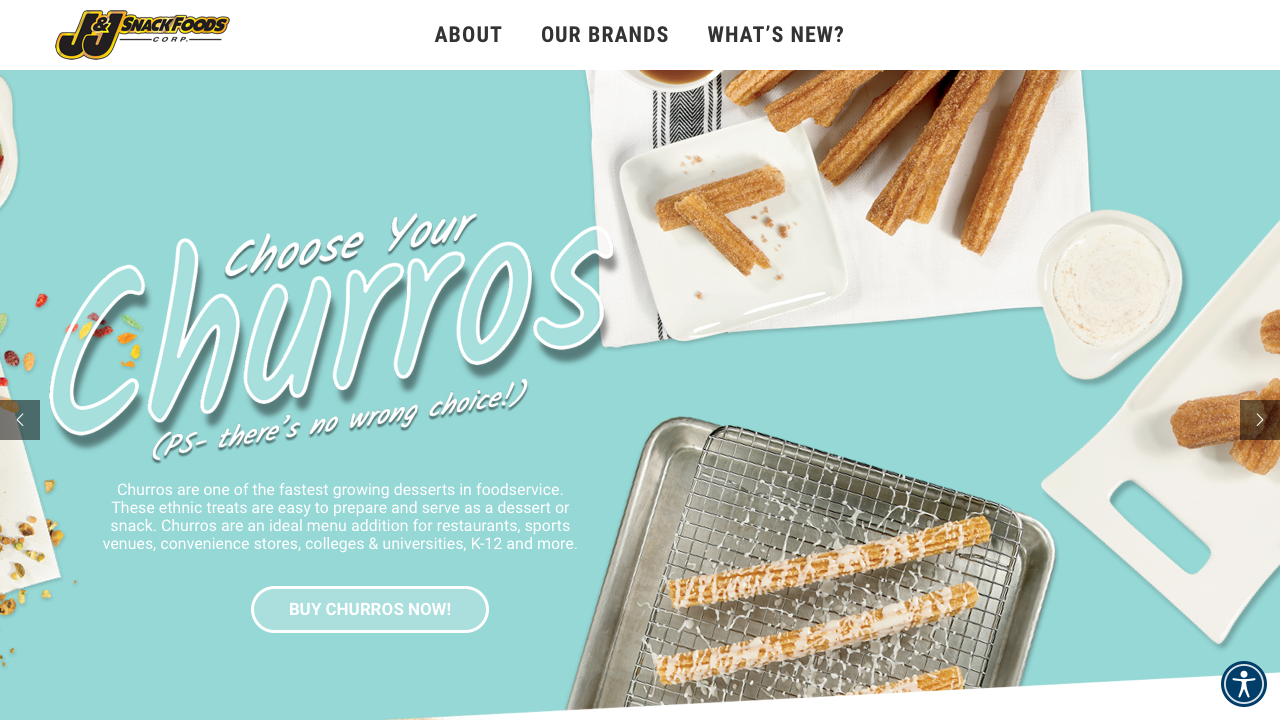 J&J SNACK FOODS
CORP.
ABOUT
OUR BRANDS
WHAT’S NEW?
Choose Your
Churros
(PS- there's no wrong choice!)
Churros are one of the fastest growing desserts in foodservice.
These ethnic treats are easy to prepare and serve as a dessert or
snack. Churros are an ideal menu addition for restaurants, sports
venues, convenience stores, colleges & universities, K-12 and more.
BUY CHURROS NOW!